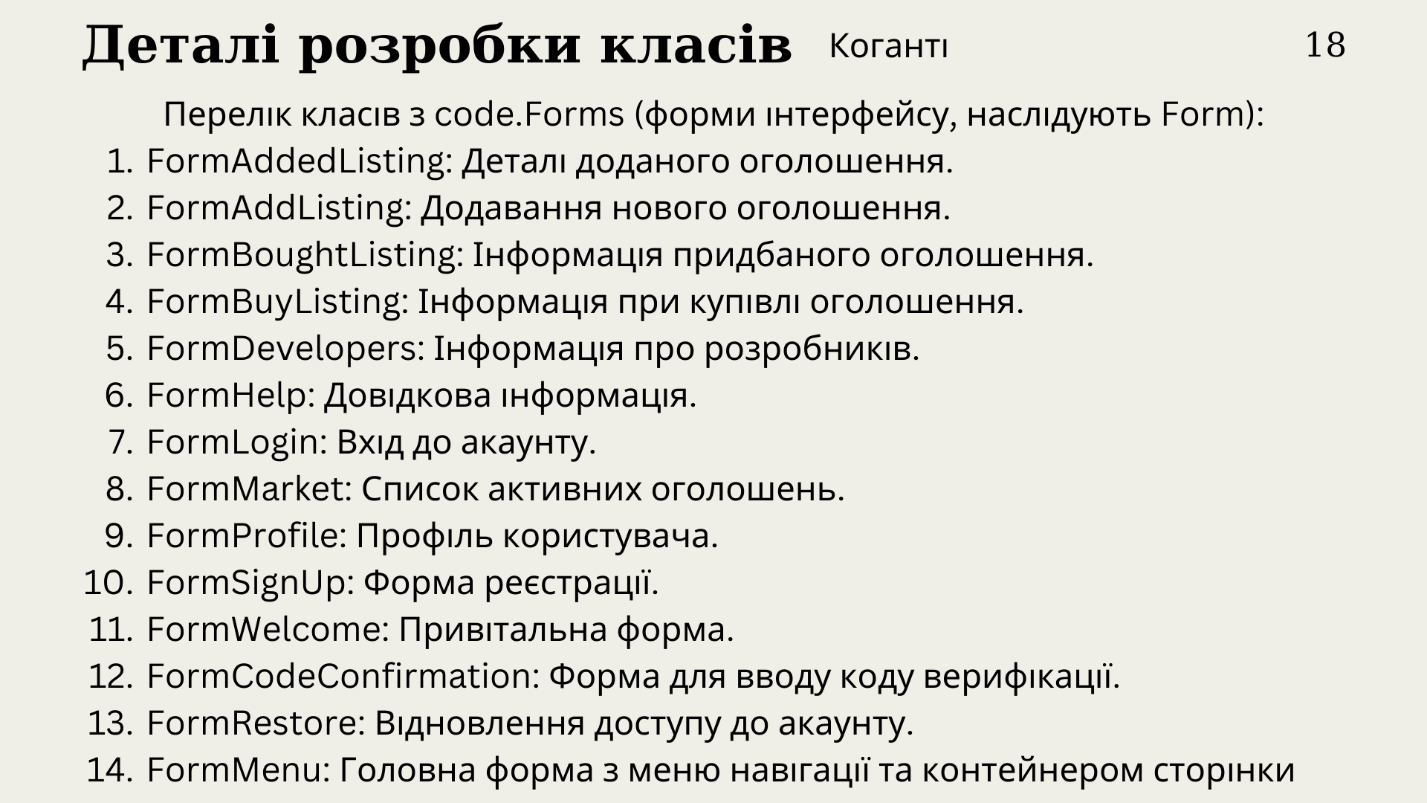 Деталі розробки класів Коганті 18
Перелік класів з code.Forms (форми інтерфейсу, наслідують Form):
1. FormAddedListing: Деталі доданого оголошення.
2. FormAddListing: Додавання нового оголошення.
3. FormBoughtListing: Інформація придбаного оголошення.
4. FormBuyListing: Інформація при купівлі оголошення.
5. FormDevelopers: Інформація про розробників.
6. FormHelp: Довідкова інформація.
7. FormLogin: Вхід до акаунту.
8. FormMarket: Список активних оголошень.
9. FormProfile: Профіль користувача.
10. FormSignUp: Форма реєстрації.
11. FormWelcome: Привітальна форма.
12. FormCodeConfirmation: Форма для вводу коду верифікації.
13. FormRestore: Відновлення доступу до акаунту.
14. FormMenu: Головна форма з меню навігації та контейнером сторінки